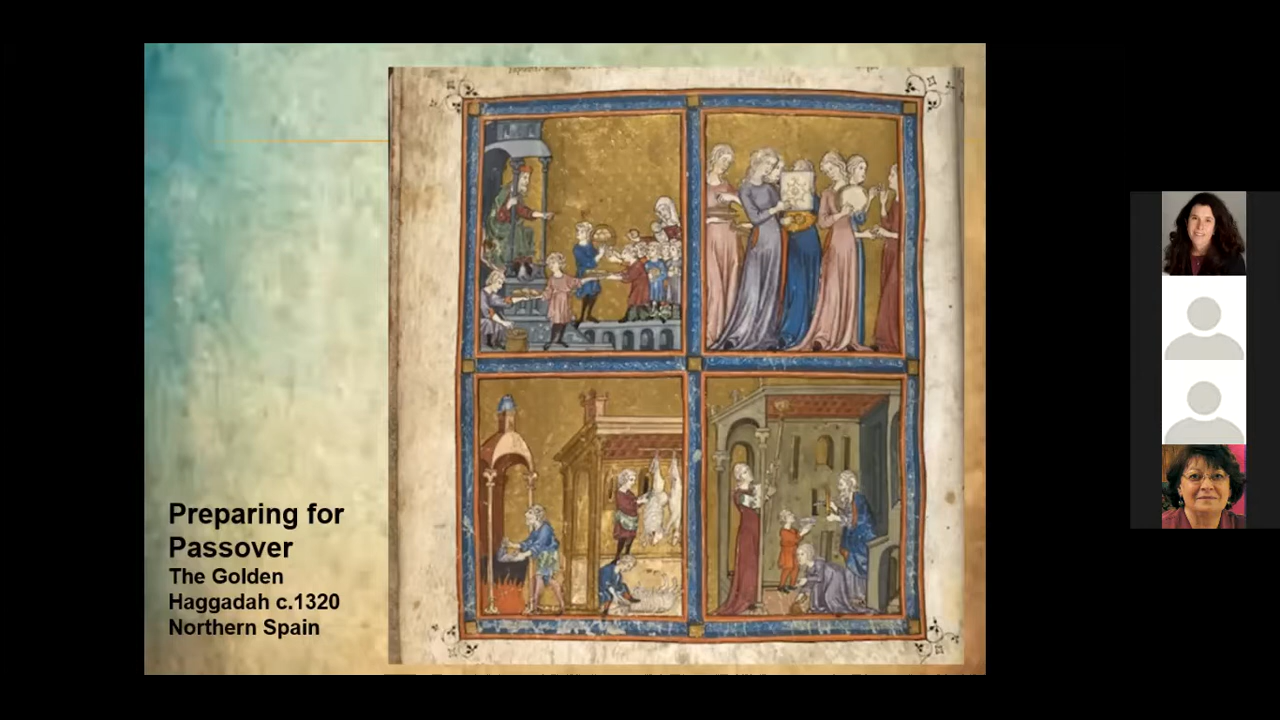 Preparing for
Passover
The Golden
Haggadah c.1320
Northern Spain